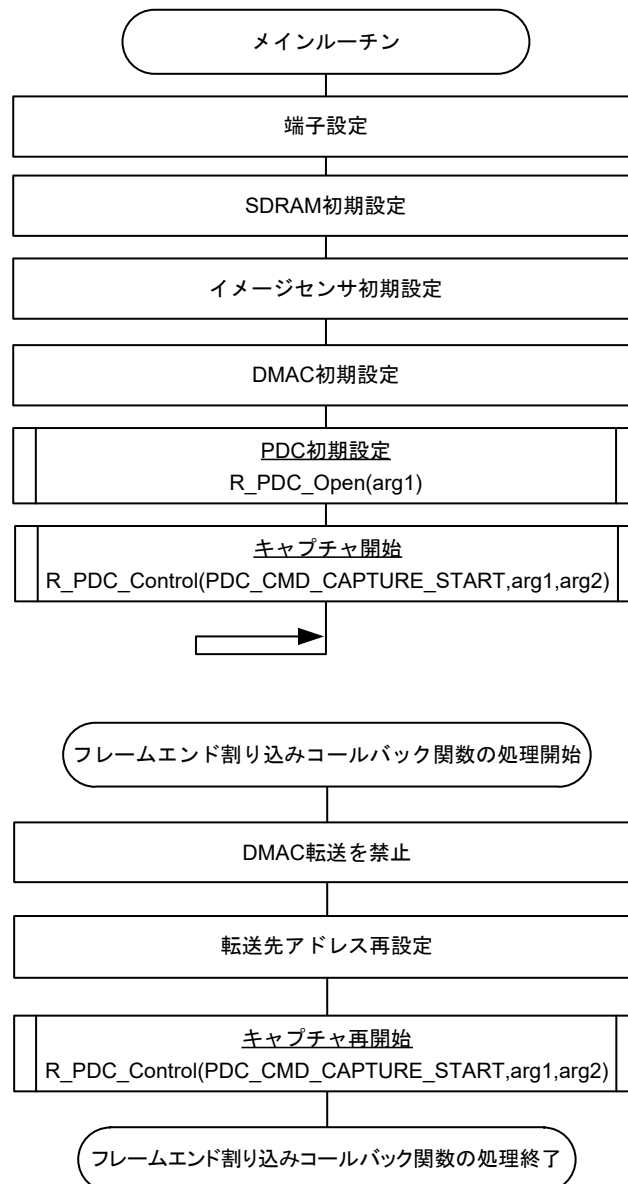 メインルーチン
端子設定
SDRAM初期設定
イメージセンサ初期設定
DMAC初期設定
PDC初期設定
R_PDC_Open(arg1)
キャプチャ開始
R_PDC_Control(PDC_CMD_CAPTURE_START,arg1,arg2)
フレームエンド割り込みコールバック関数の処理開始
DMAC転送を禁止
転送先アドレス再設定
キャプチャ再開始
R_PDC_Control(PDC_CMD_CAPTURE_START,arg1,arg2)
フレームエンド割り込みコールバック関数の処理終了